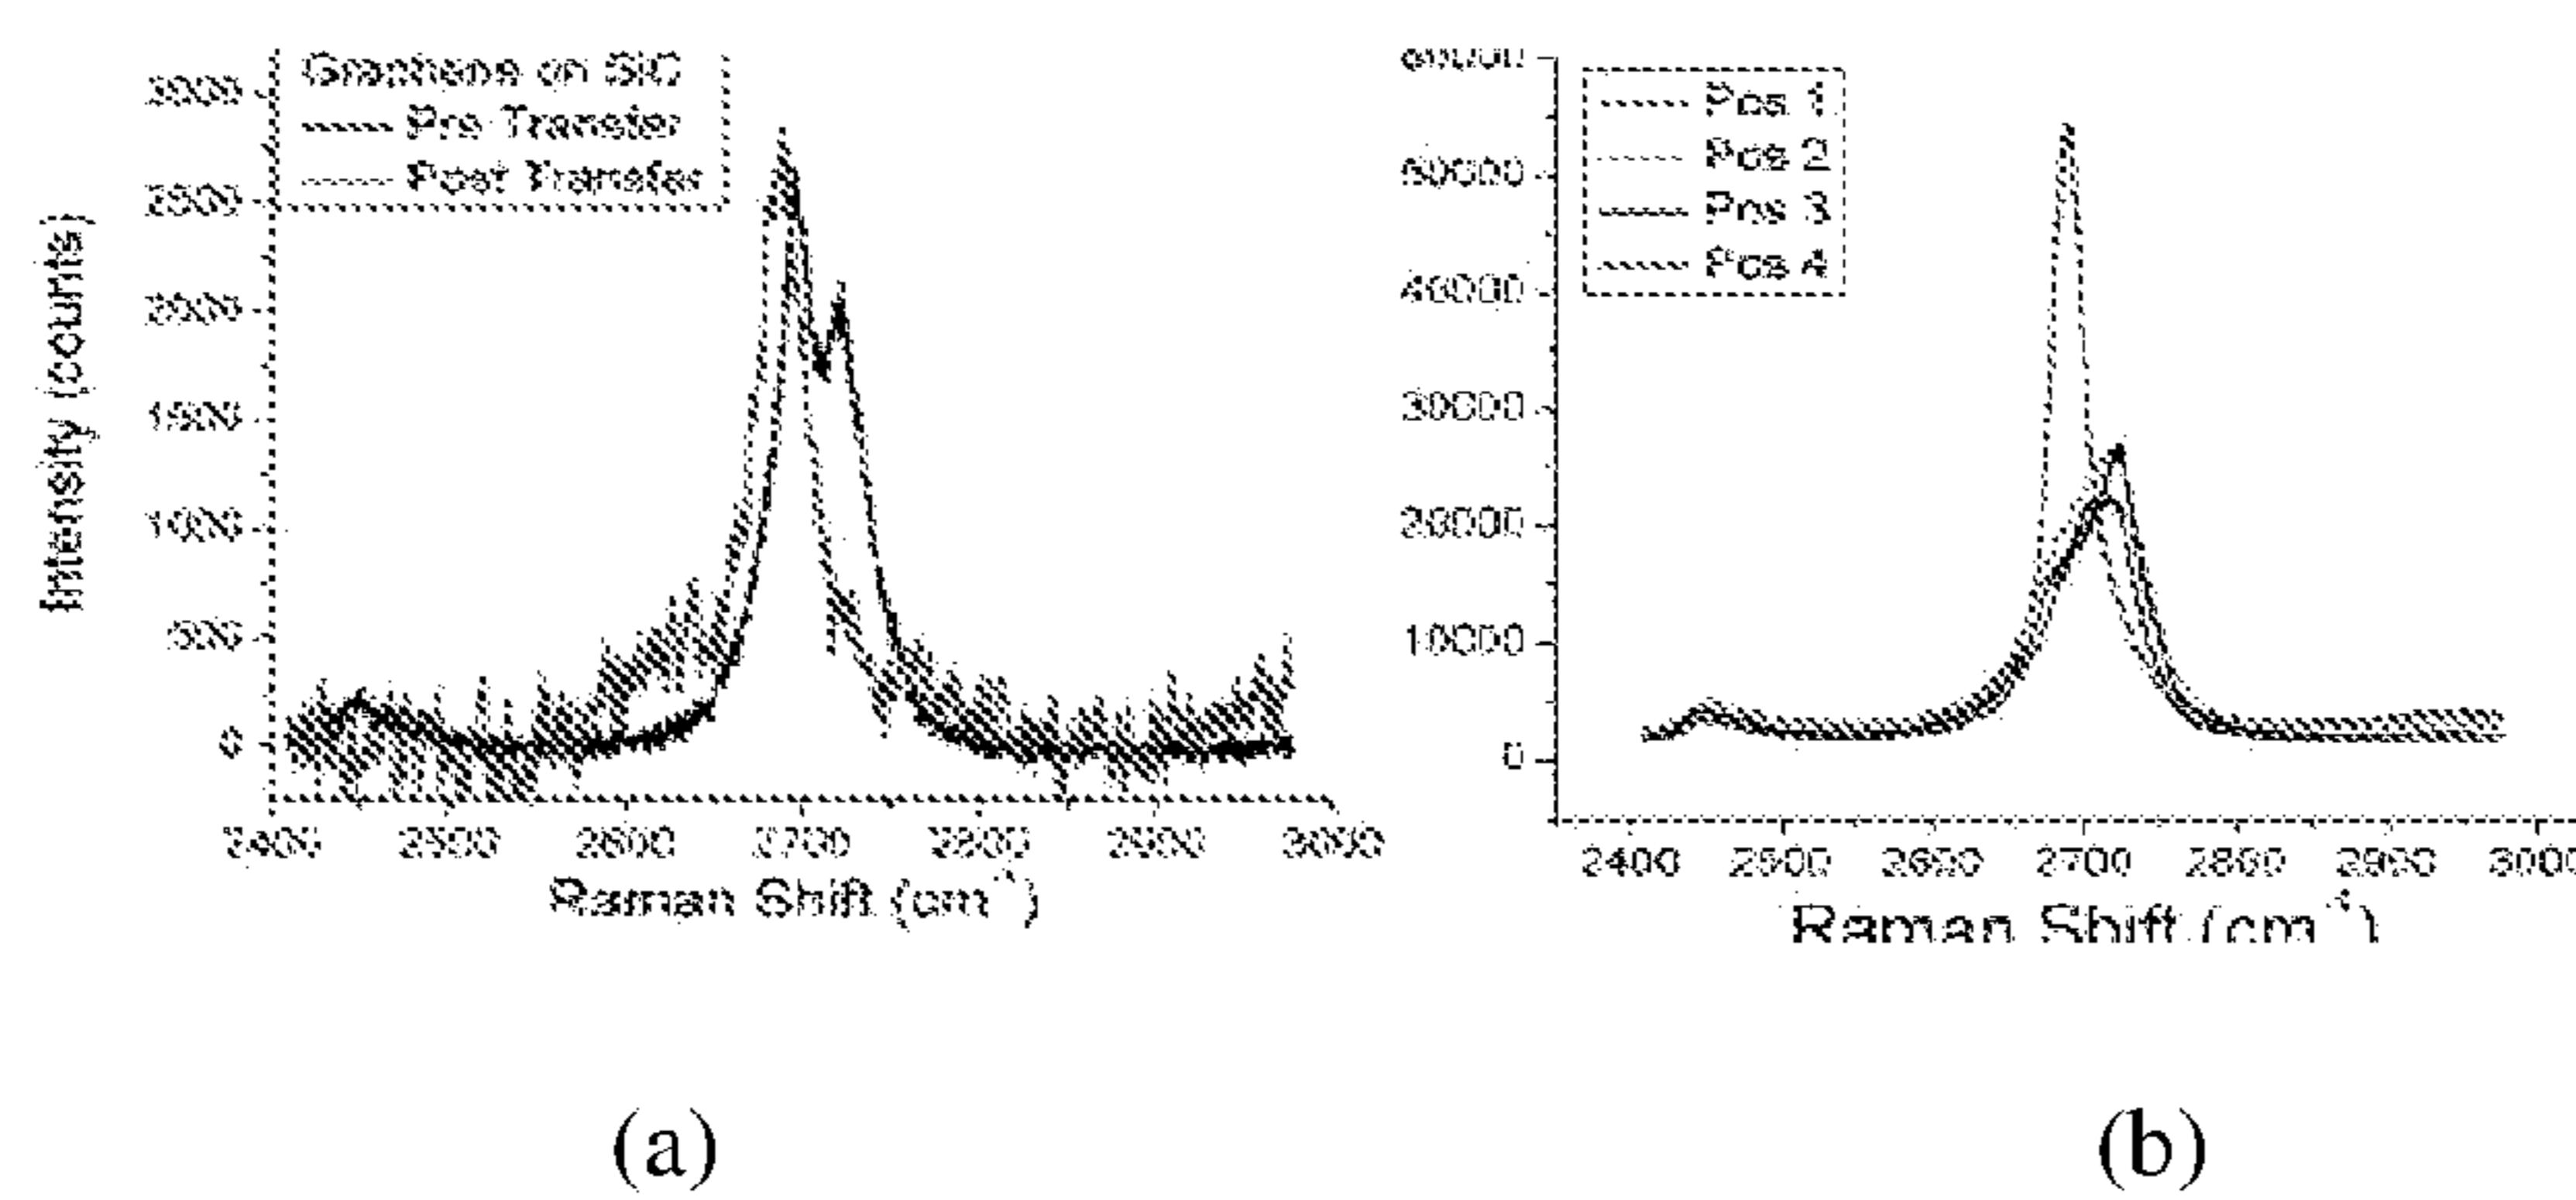 Graphene on SiC
Pre Transfer
Post Transfer
3000
2500
2000
1500
1000
500
0
Intensity (counts)
2400 2500 2600 2700 2800 2900 3000
Raman Shift (cm⁻¹)
(a)
60000
50000
40000
30000
20000
10000
0
Pos 1
Pos 2
Pos 3
Pos 4
2400 2500 2600 2700 2800 2900 3000
Raman Shift (cm⁻¹)
(b)